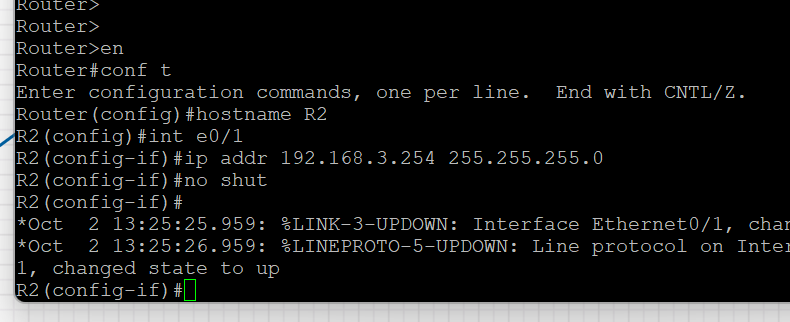 Router>
Router>
Router>en
Router#conf t
Enter configuration commands, one per line.  End with CNTL/Z.
Router(config)#hostname R2
R2(config)#int e0/1
R2(config-if)#ip addr 192.168.3.254 255.255.255.0
R2(config-if)#no shut
R2(config-if)#
*Oct  2 13:25:25.959: %LINK-3-UPDOWN: Interface Ethernet0/1, chan
*Oct  2 13:25:26.959: %LINEPROTO-5-UPDOWN: Line protocol on Inter
1, changed state to up
R2(config-if)#